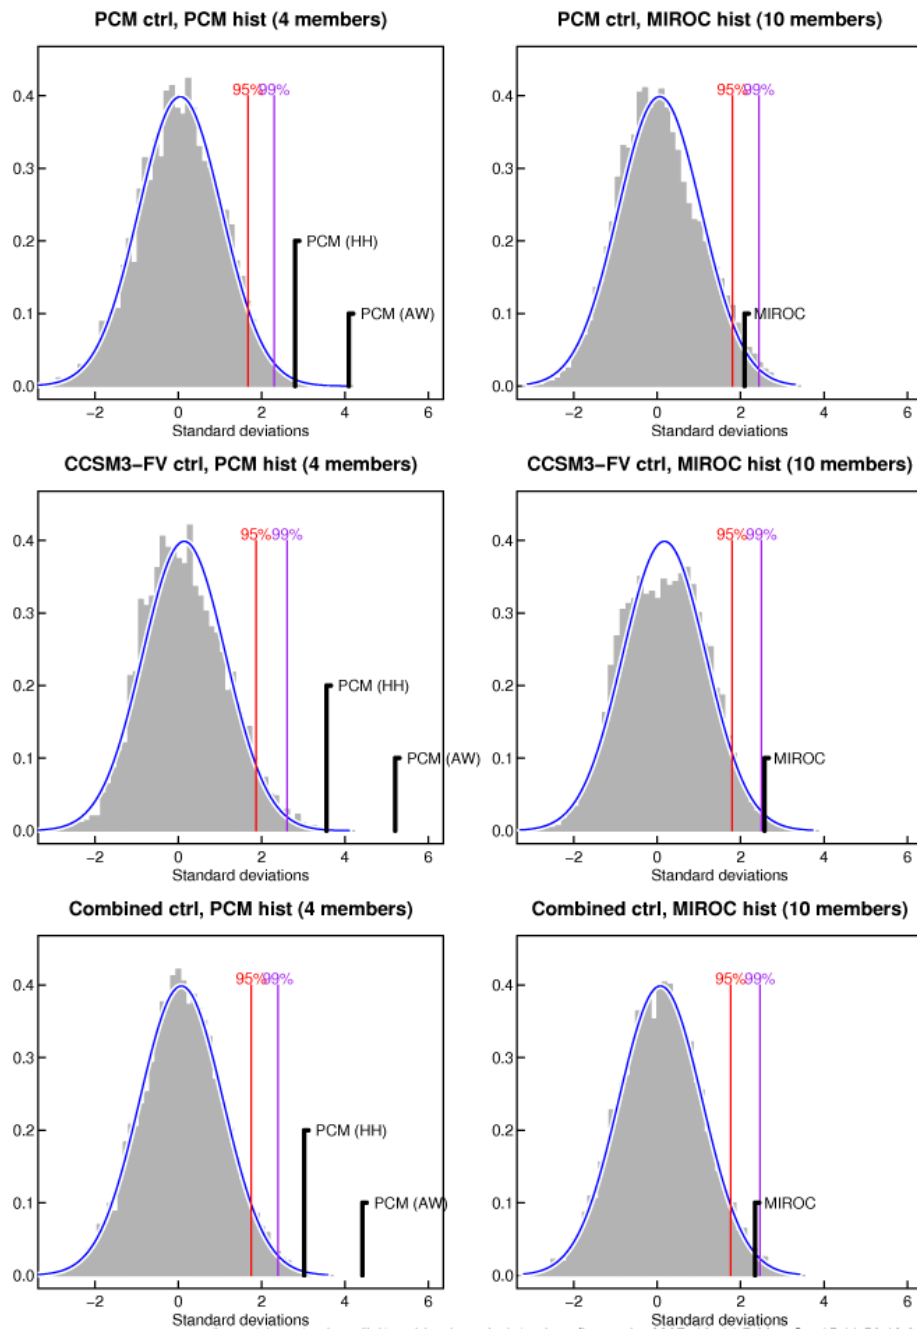 PCM ctrl, PCM hist (4 members)
95% 99%
0.4
0.3
0.2
0.1
0.0
PCM (HH)
PCM (AW)
−2 0 2 4 6
Standard deviations
PCM ctrl, MIROC hist (10 members)
95% 99%
0.4
0.3
0.2
0.1
0.0
MIROC
−2 0 2 4 6
Standard deviations
CCSM3−FV ctrl, PCM hist (4 members)
95% 99%
0.4
0.3
0.2
0.1
0.0
PCM (HH)
PCM (AW)
−2 0 2 4 6
Standard deviations
CCSM3−FV ctrl, MIROC hist (10 members)
95% 99%
0.4
0.3
0.2
0.1
0.0
MIROC
−2 0 2 4 6
Standard deviations
Combined ctrl, PCM hist (4 members)
95% 99%
0.4
0.3
0.2
0.1
0.0
PCM (HH)
PCM (AW)
−2 0 2 4 6
Standard deviations
Combined ctrl, MIROC hist (10 members)
95% 99%
0.4
0.3
0.2
0.1
0.0
MIROC
−2 0 2 4 6
Standard deviations